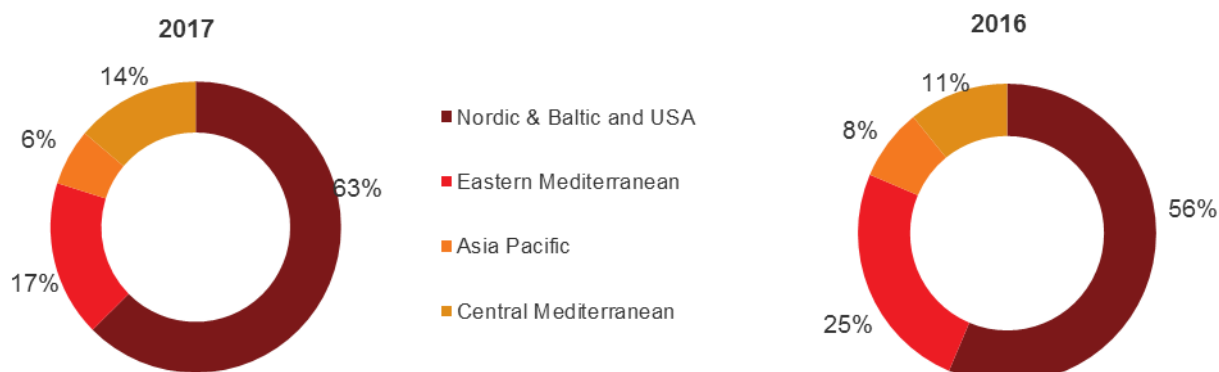 2017
14%
6%
63%
17%
Nordic & Baltic and USA
Eastern Mediterranean
Asia Pacific
Central Mediterranean
2016
11%
8%
56%
25%